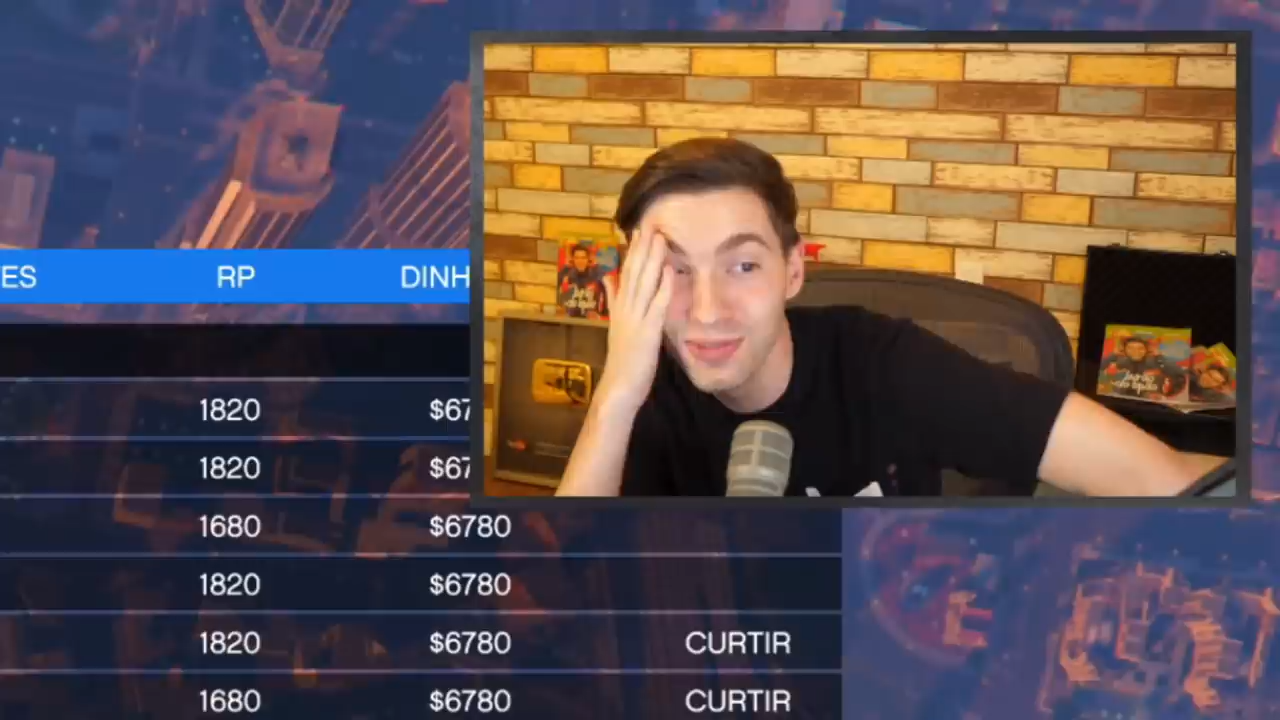 ES RP DINH
1820 $67
1820 $67
1680 $6780
1820 $6780
1820 $6780 CURTIR
1680 $6780 CURTIR